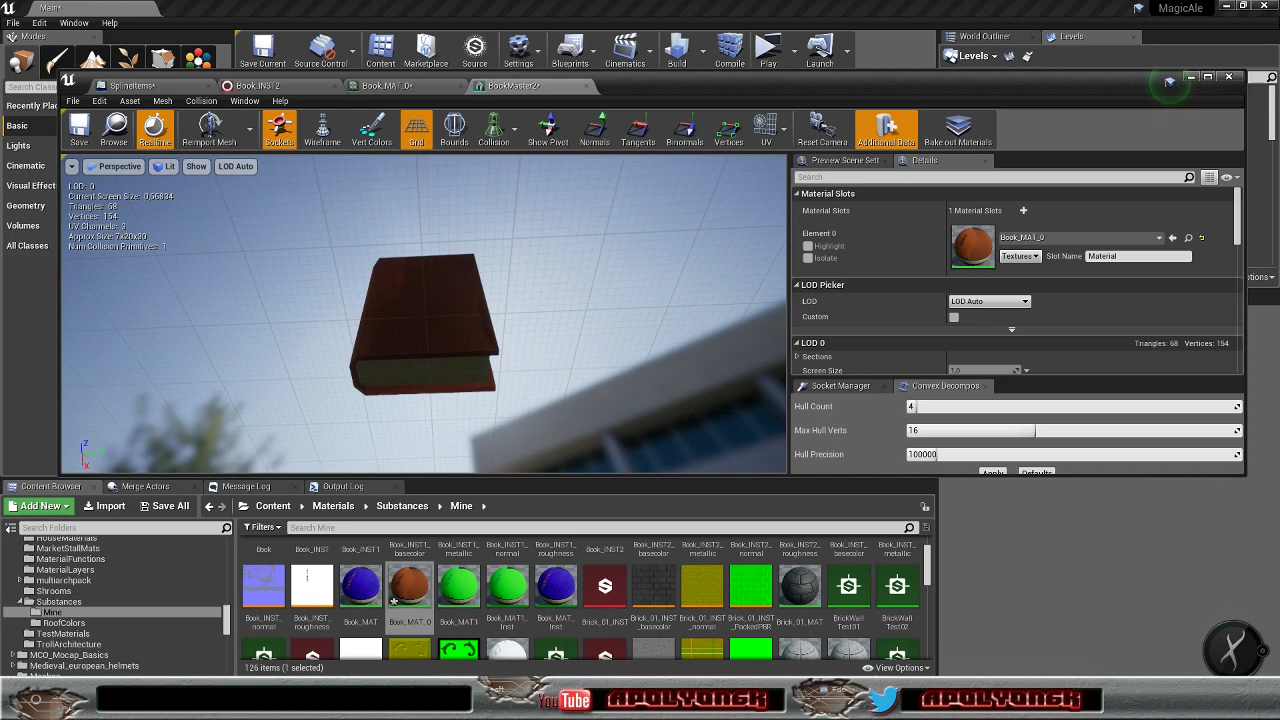 Main*
MagicAle
File Edit Window Help
Modes
Save Current Source Control Content Marketplace Source Settings Blueprints Cinematics Build Compile Play Launch
World Outliner Levels
Levels
Recently Pla
Basic
Lights
Cinematic
Visual Effect
Geometry
Volumes
All Classes
SplineItems* Book_INST2 Book_MAT_0* BookMaster2*
File Edit Asset Mesh Collision Window Help
Save Browse Realtime Reimport Mesh Sockets Wireframe Vert Colors Grid Bounds Collision Show Pivot Normals Tangents Binormals Vertices UV Reset Camera Additional Data Bake out Materials
Perspective Lit Show LOD Auto
LOD: 0
Current Screen Size: 0,66834
Triangles: 68
Vertices: 154
UV Channels: 3
Approx Size: 7x20x30
Num Collision Primitives: 1
Z
X
Preview Scene Sett Details
Search
Material Slots
Material Slots 1 Material Slots
Element 0
Highlight
Isolate
Book_MAT_0
Textures Slot Name Material
LOD Picker
LOD LOD Auto
Custom
LOD 0 Triangles: 68 Vertices: 154
Sections
Screen Size 1,0
Socket Manager Convex Decompos
Hull Count 4
Max Hull Verts 16
Hull Precision 100000
Apply Defaults
Content Browser Merge Actors Message Log Output Log
Add New Import Save All Content Materials Substances Mine
Search Folders
Filters Search Mine
HouseMaterials
MarketStallMats
MaterialFunctions
MaterialLayers
multiarchpack
Shrooms
Substances
Mine
RoofColors
TestMaterials
TrollArchitecture
MCO_Mocap_Basics
Medieval_european_helmets
Book Book_INST Book_INST1 Book_INST1_basecolor Book_INST1_metallic Book_INST1_normal Book_INST1_roughness Book_INST2 Book_INST2_basecolor Book_INST2_metallic Book_INST2_normal Book_INST2_roughness Book_INST_basecolor Book_INST_metallic
Book_INST_normal Book_INST_roughness Book_MAT Book_MAT_0 Book_MAT1 Book_MAT1_Inst Book_MAT_Inst Brick_01_INST Brick_01_INST_basecolor Brick_01_INST_normal Brick_01_INST_PackedPBR Brick_01_MAT BrickWall Test01 BrickWall Test02
126 items (1 selected) View Options
YouTube APOLYONGK APOLYONGK